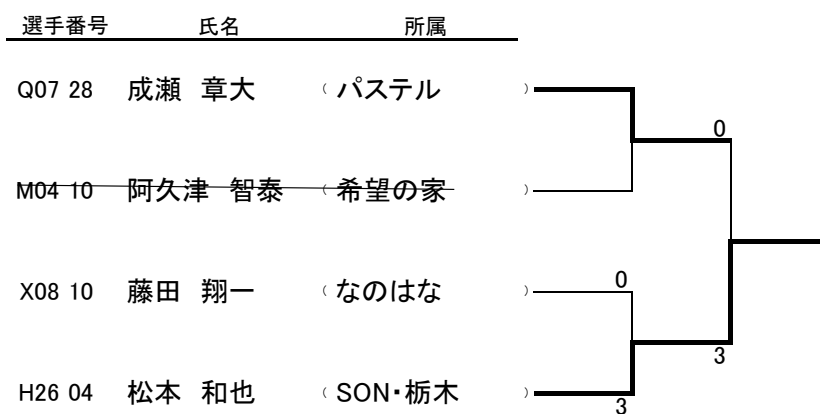 選手番号 氏名 所属
Q07 28 成瀬 章大 ( パステル )
0
M04 10 阿久津 智泰 ( 希望の家 )
X08 10 藤田 翔一 ( なのはな )
0
3
H26 04 松本 和也 ( SON・栃木 )
3